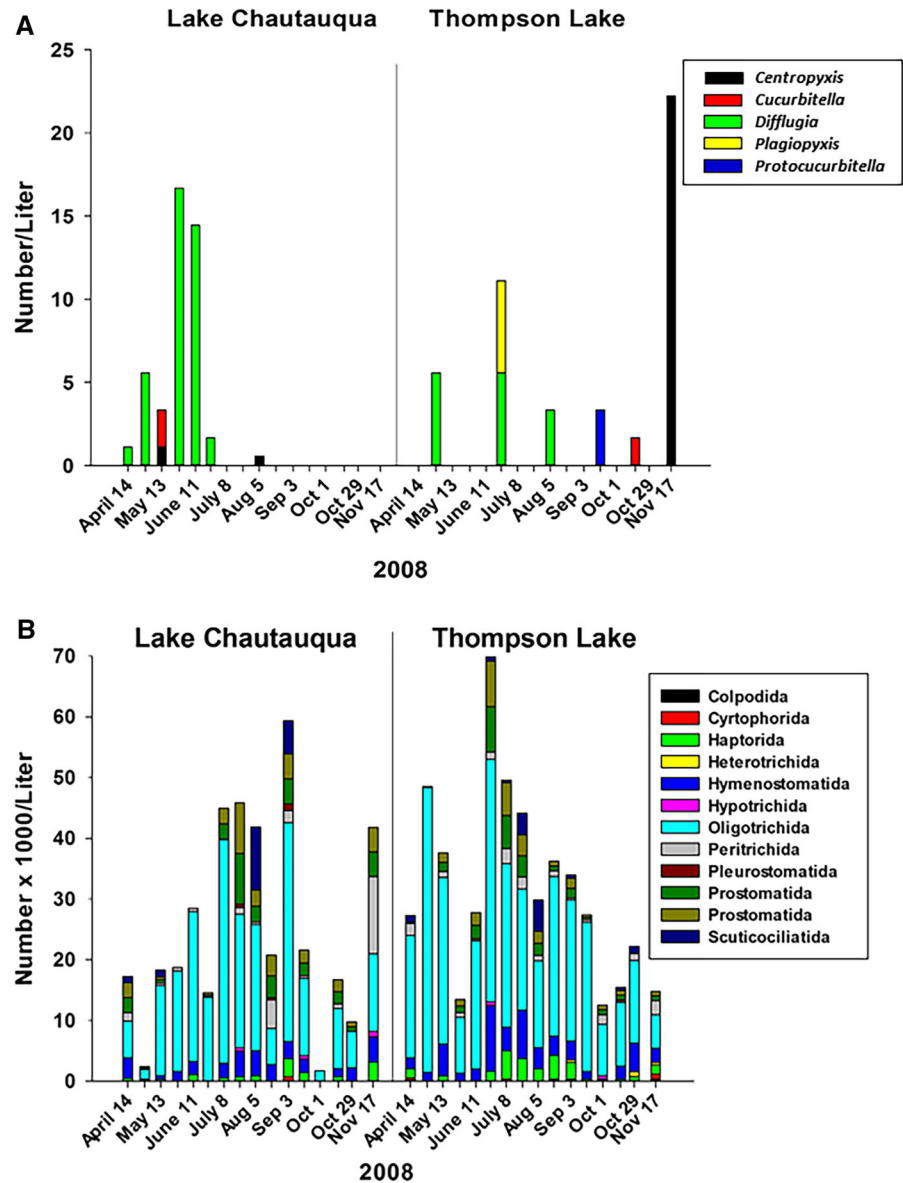 A
Lake Chautauqua
Thompson Lake
25
20
15
10
5
0
Number/Liter
Centropyxis
Cucurbitella
Difflugia
Plagiopyxis
Protocucurbitella
April 14
May 13
June 11
July 8
Aug 5
Sep 3
Oct 1
Oct 29
Nov 17
April 14
May 13
June 11
July 8
Aug 5
Sep 3
Oct 1
Oct 29
Nov 17
2008
B
Lake Chautauqua
Thompson Lake
70
60
50
40
30
20
10
0
Number x 1000/Liter
Colpodida
Cyrtophorida
Haptorida
Heterotrichida
Hymenostomatida
Hypotrichida
Oligotrichida
Peritrichida
Pleurostomatida
Prostomatida
Prostomatida
Scuticociliatida
April 14
May 13
June 11
July 8
Aug 5
Sep 3
Oct 1
Oct 29
Nov 17
April 14
May 13
June 11
July 8
Aug 5
Sep 3
Oct 1
Oct 29
Nov 17
2008